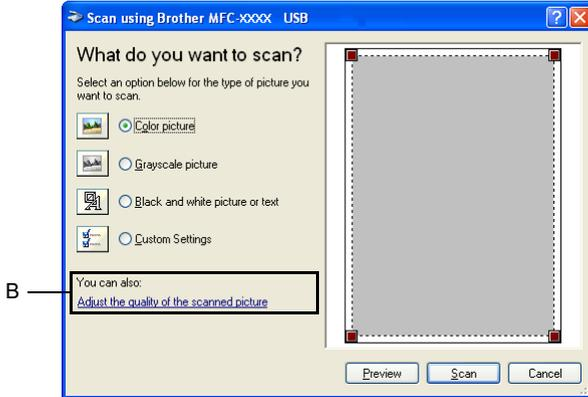 Scan using Brother MFC-XXXX USB
What do you want to scan?
Select an option below for the type of picture you
want to scan.
Color picture
Grayscale picture
Black and white picture or text
Custom Settings
B
You can also:
Adjust the quality of the scanned picture
Preview
Scan
Cancel